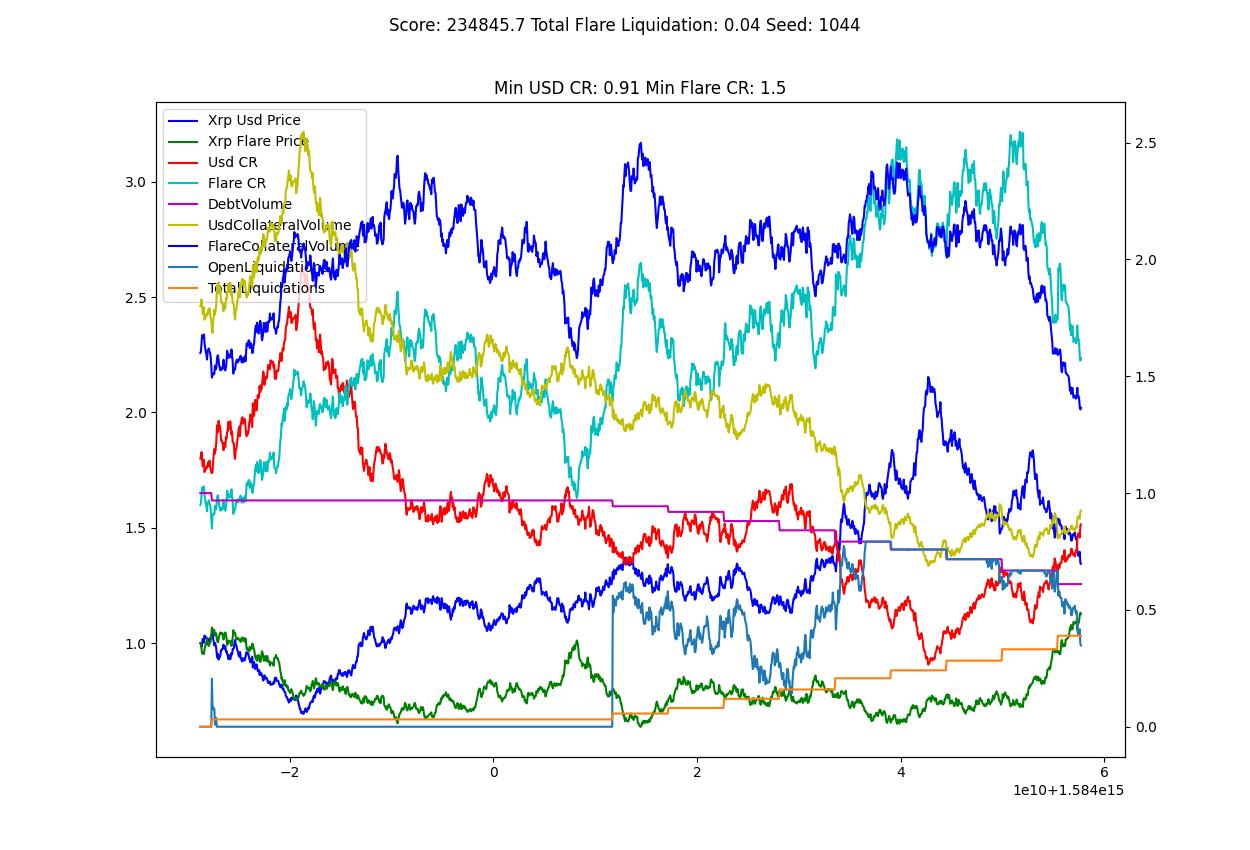 Score: 234845.7 Total Flare Liquidation: 0.04 Seed: 1044
Min USD CR: 0.91 Min Flare CR: 1.5
Xrp Usd Price
Xrp Flare Price
Usd CR
Flare CR
DebtVolume
UsdCollateralVolume
FlareCollateralVolume
OpenLiquidations
TotalLiquidations
3.0
2.5
2.0
1.5
1.0
2.5
2.0
1.5
1.0
0.5
0.0
−2
0
2
4
6
1e10+1.584e15